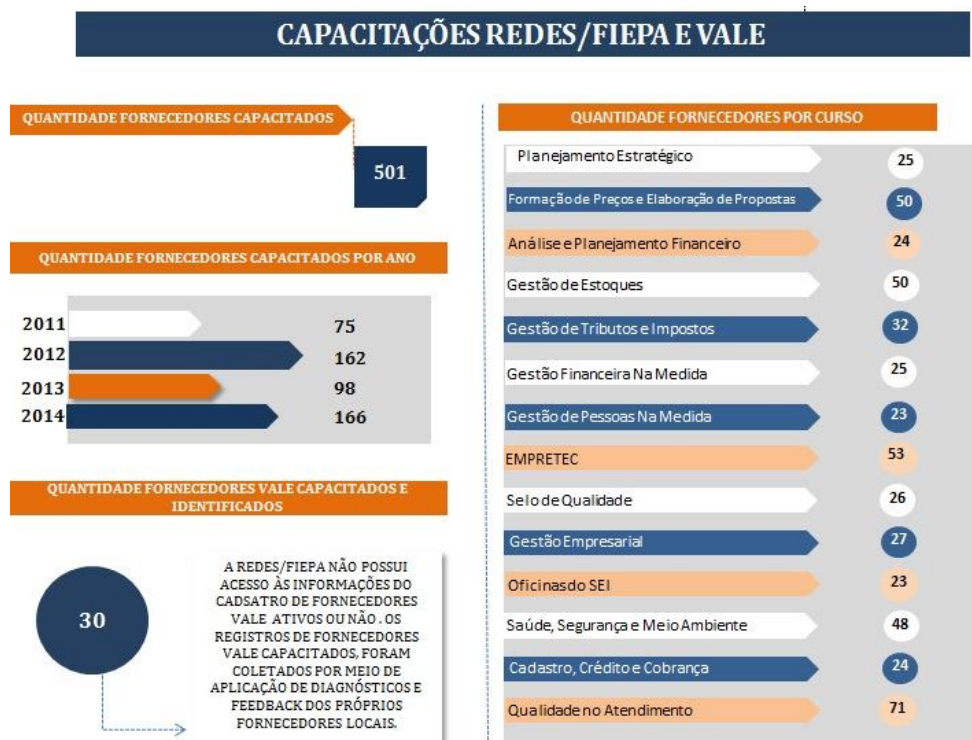 CAPACITAÇÕES REDES/FIEPA E VALE
QUANTIDADE FORNECEDORES CAPACITADOS
501
QUANTIDADE FORNECEDORES CAPACITADOS POR ANO
2011 75
2012 162
2013 98
2014 166
QUANTIDADE FORNECEDORES VALE CAPACITADOS E
IDENTIFICADOS
30
A REDES/FIEPA NÃO POSSUI
ACESSO ÀS INFORMAÇÕES DO
CADSATRO DE FORNECEDORES
VALE ATIVOS OU NÃO . OS
REGISTROS DE FORNECEDORES
VALE CAPACITADOS, FORAM
COLETADOS POR MEIO DE
APLICAÇÃO DE DIAGNÓSTICOS E
FEEDBACK DOS PRÓPRIOS
FORNECEDORES LOCAIS.
QUANTIDADE FORNECEDORES POR CURSO
Planejamento Estratégico 25
Formação de Preços e Elaboração de Propostas 50
Análise e Planejamento Financeiro 24
Gestão de Estoques 50
Gestão de Tributos e Impostos 32
Gestão Financeira Na Medida 25
Gestão de Pessoas Na Medida 23
EMPRETEC 53
Selo de Qualidade 26
Gestão Empresarial 27
Oficinas do SEI 23
Saúde, Segurança e Meio Ambiente 48
Cadastro, Crédito e Cobrança 24
Qualidade no Atendimento 71